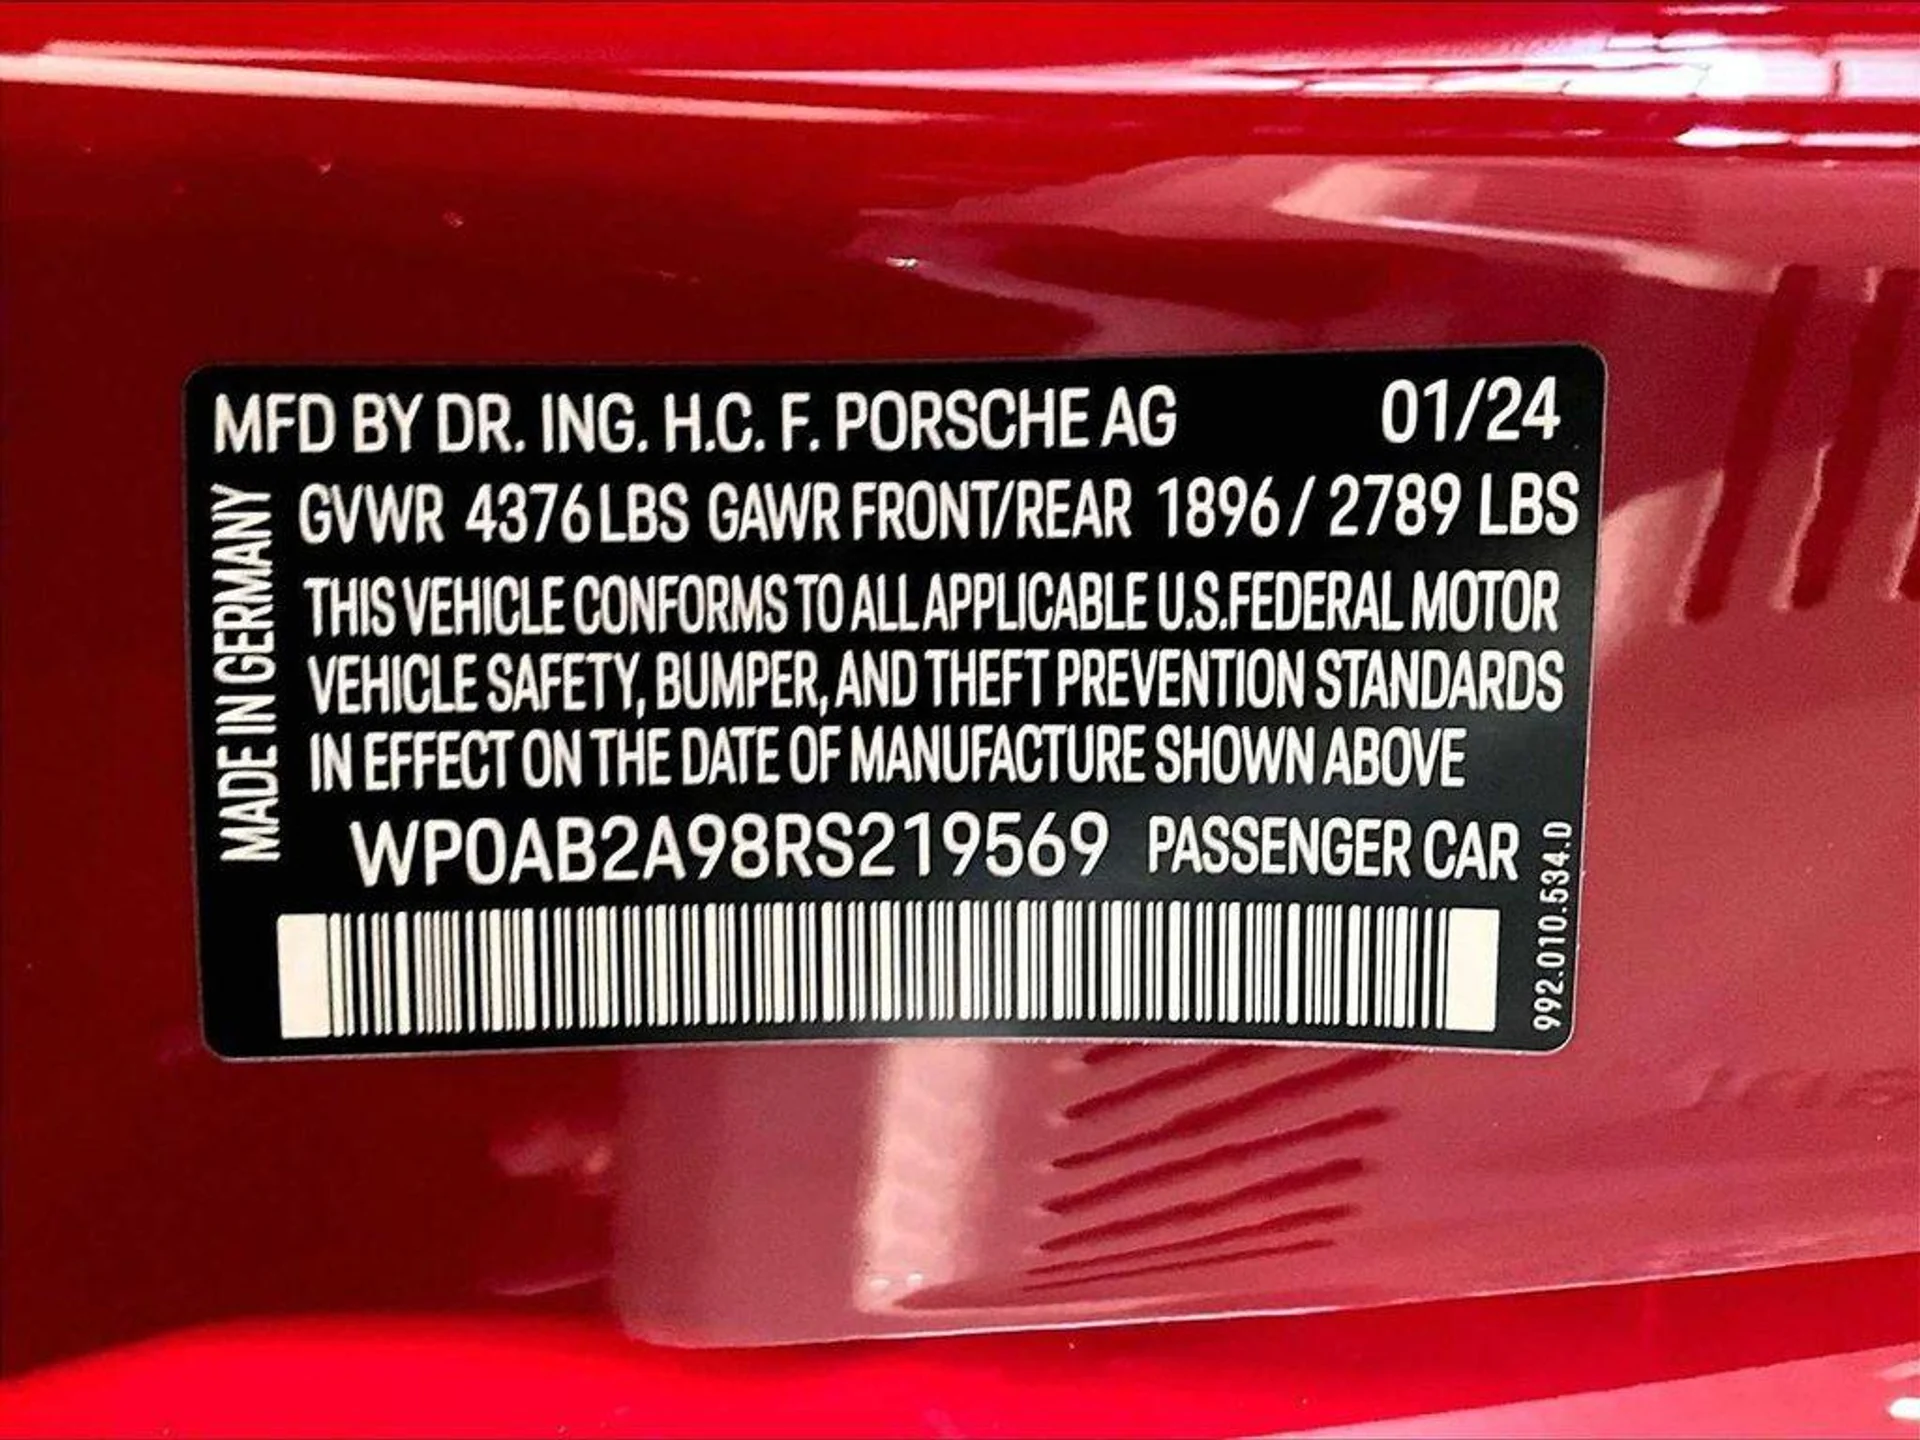 MFD BY DR. ING. H.C. F. PORSCHE AG 01/24
GVWR 4376 LBS GAWR FRONT/REAR 1896 / 2789 LBS
THIS VEHICLE CONFORMS TO ALL APPLICABLE U.S.FEDERAL MOTOR
VEHICLE SAFETY, BUMPER, AND THEFT PREVENTION STANDARDS
IN EFFECT ON THE DATE OF MANUFACTURE SHOWN ABOVE
WP0AB2A98RS219569 PASSENGER CAR
MADE IN GERMANY
992.010.534.0